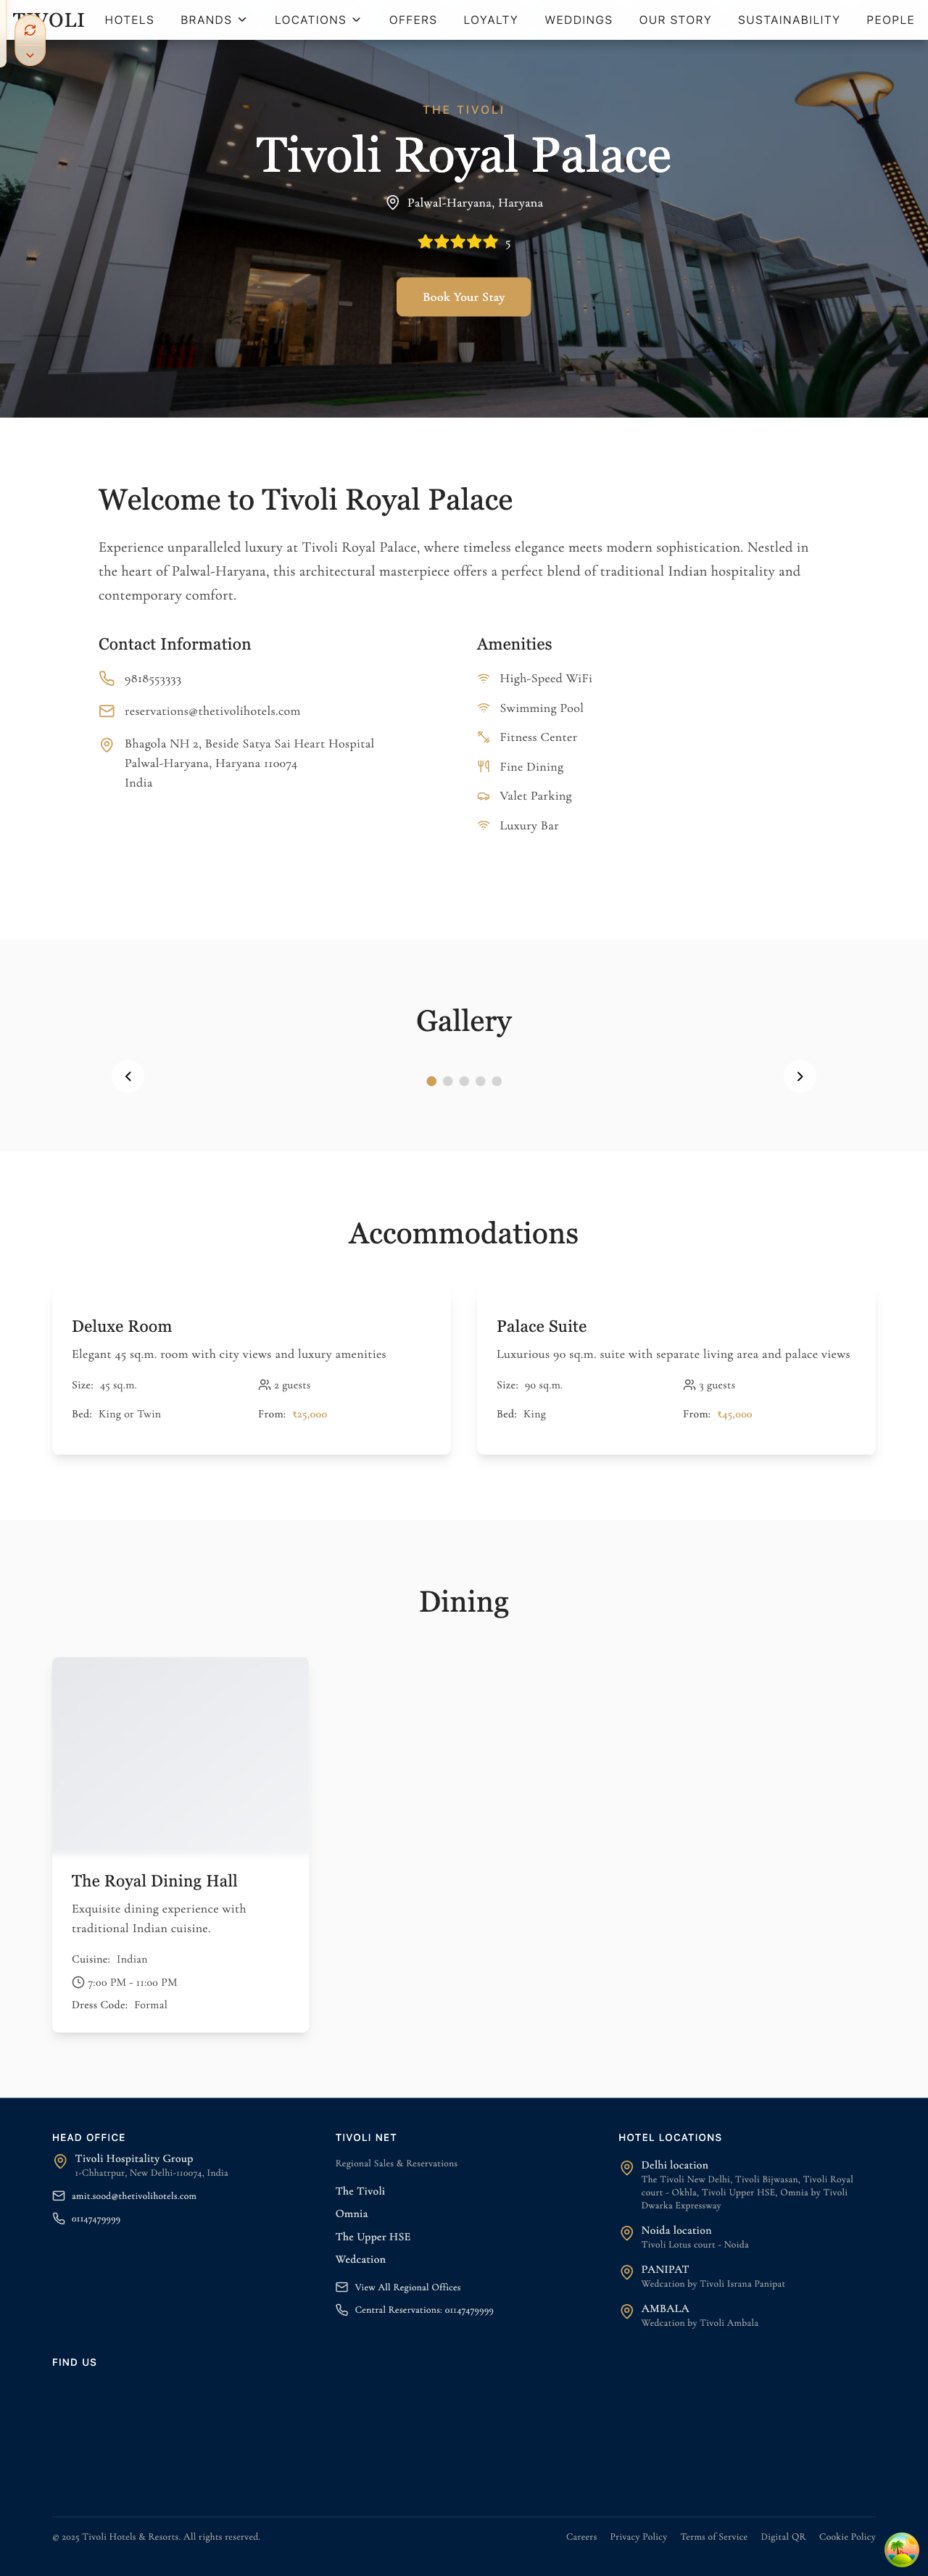 TIVOLI
HOTELS
BRANDS
LOCATIONS
OFFERS
LOYALTY
WEDDINGS
OUR STORY
SUSTAINABILITY
PEOPLE
THE TIVOLI
Tivoli Royal Palace
Palwal-Haryana, Haryana
5
Book Your Stay
Welcome to Tivoli Royal Palace
Experience unparalleled luxury at Tivoli Royal Palace, where timeless elegance meets modern sophistication. Nestled in
the heart of Palwal-Haryana, this architectural masterpiece offers a perfect blend of traditional Indian hospitality and
contemporary comfort.
Contact Information
9818553333
reservations@thetivolihotels.com
Bhagola NH 2, Beside Satya Sai Heart Hospital
Palwal-Haryana, Haryana 110074
India
Amenities
High-Speed WiFi
Swimming Pool
Fitness Center
Fine Dining
Valet Parking
Luxury Bar
Gallery
Accommodations
Deluxe Room
Elegant 45 sq.m. room with city views and luxury amenities
Size: 45 sq.m.
2 guests
Bed: King or Twin
From: ₹25,000
Palace Suite
Luxurious 90 sq.m. suite with separate living area and palace views
Size: 90 sq.m.
3 guests
Bed: King
From: ₹45,000
Dining
The Royal Dining Hall
Exquisite dining experience with
traditional Indian cuisine.
Cuisine: Indian
7:00 PM - 11:00 PM
Dress Code: Formal
HEAD OFFICE
Tivoli Hospitality Group
1-Chhatrpur, New Delhi-110074, India
amit.sood@thetivolihotels.com
01147479999
TIVOLI NET
Regional Sales & Reservations
The Tivoli
Omnia
The Upper HSE
Wedcation
View All Regional Offices
Central Reservations: 01147479999
HOTEL LOCATIONS
Delhi location
The Tivoli New Delhi, Tivoli Bijwasan, Tivoli Royal
court - Okhla, Tivoli Upper HSE, Omnia by Tivoli
Dwarka Expressway
Noida location
Tivoli Lotus court - Noida
PANIPAT
Wedcation by Tivoli Israna Panipat
AMBALA
Wedcation by Tivoli Ambala
FIND US
© 2025 Tivoli Hotels & Resorts. All rights reserved.
Careers
Privacy Policy
Terms of Service
Digital QR
Cookie Policy